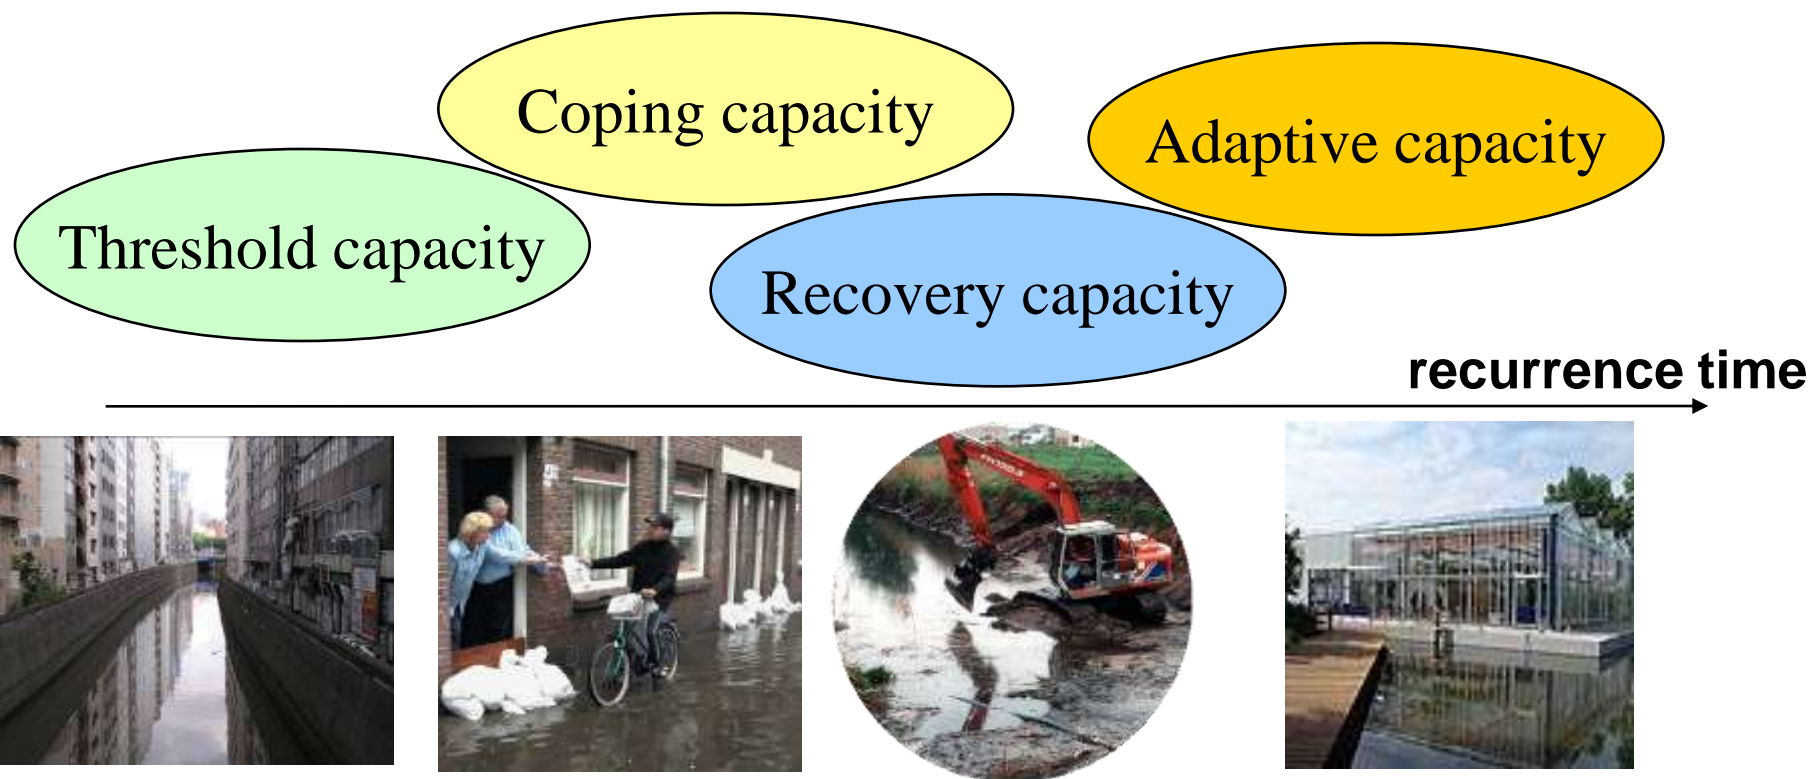 Coping capacity
Adaptive capacity
Threshold capacity
Recovery capacity
recurrence time